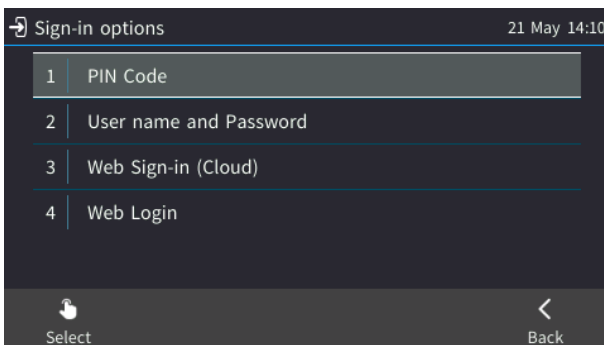 Sign-in options 21 May 14:10
1 PIN Code
2 User name and Password
3 Web Sign-in (Cloud)
4 Web Login
Select Back